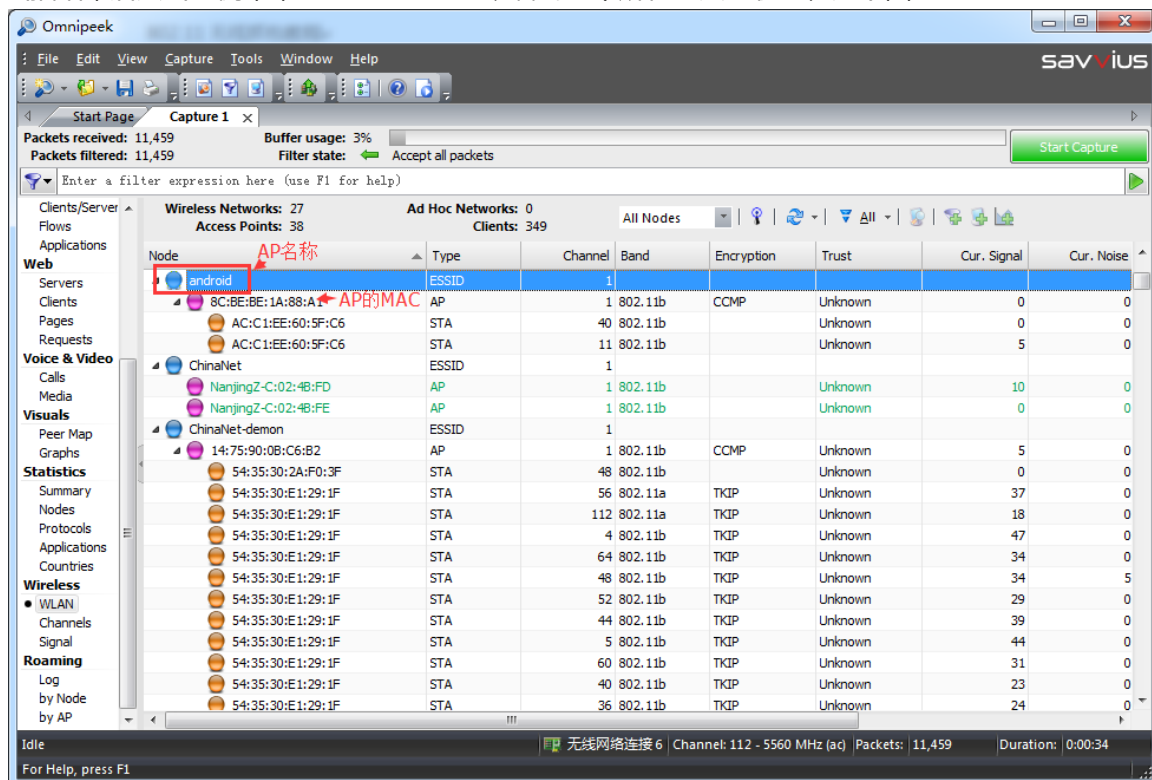 Omnipeek
File Edit View Capture Tools Window Help
savvius
Start Page Capture 1
Packets received: 11,459 Buffer usage: 3%
Packets filtered: 11,459 Filter state: Accept all packets
Start Capture
Enter a filter expression here (use F1 for help)
Clients/Server
Flows
Applications
Web
Servers
Clients
Pages
Requests
Voice & Video
Calls
Media
Visuals
Peer Map
Graphs
Statistics
Summary
Nodes
Protocols
Applications
Countries
Wireless
WLAN
Channels
Signal
Roaming
Log
by Node
by AP
Wireless Networks: 27 Ad Hoc Networks: 0
Access Points: 38 Clients: 349
All Nodes All
Node AP名称 Type Channel Band Encryption Trust Cur. Signal Cur. Noise
android ESSID 1
8C:BE:BE:1A:88:A1 AP的MAC AP 1 802.11b CCMP Unknown 0 0
AC:C1:EE:60:5F:C6 STA 40 802.11b Unknown 0 0
AC:C1:EE:60:5F:C6 STA 11 802.11b Unknown 5 0
ChinaNet ESSID 1
NanjingZ-C:02:4B:FD AP 1 802.11b Unknown 10 0
NanjingZ-C:02:4B:FE AP 1 802.11b Unknown 0 0
ChinaNet-demon ESSID 1
14:75:90:0B:C6:B2 AP 1 802.11b CCMP Unknown 5 0
54:35:30:2A:F0:3F STA 48 802.11b Unknown 0 0
54:35:30:E1:29:1F STA 56 802.11a TKIP Unknown 37 0
54:35:30:E1:29:1F STA 112 802.11a TKIP Unknown 18 0
54:35:30:E1:29:1F STA 4 802.11b TKIP Unknown 47 0
54:35:30:E1:29:1F STA 64 802.11b TKIP Unknown 34 0
54:35:30:E1:29:1F STA 48 802.11b TKIP Unknown 34 5
54:35:30:E1:29:1F STA 52 802.11b TKIP Unknown 29 0
54:35:30:E1:29:1F STA 44 802.11b TKIP Unknown 39 0
54:35:30:E1:29:1F STA 5 802.11b TKIP Unknown 44 0
54:35:30:E1:29:1F STA 60 802.11b TKIP Unknown 31 0
54:35:30:E1:29:1F STA 40 802.11b TKIP Unknown 23 0
54:35:30:E1:29:1F STA 36 802.11b TKIP Unknown 24 0
Idle 无线网络连接 6 Channel: 112 - 5560 MHz (ac) Packets: 11,459 Duration: 0:00:34
For Help, press F1